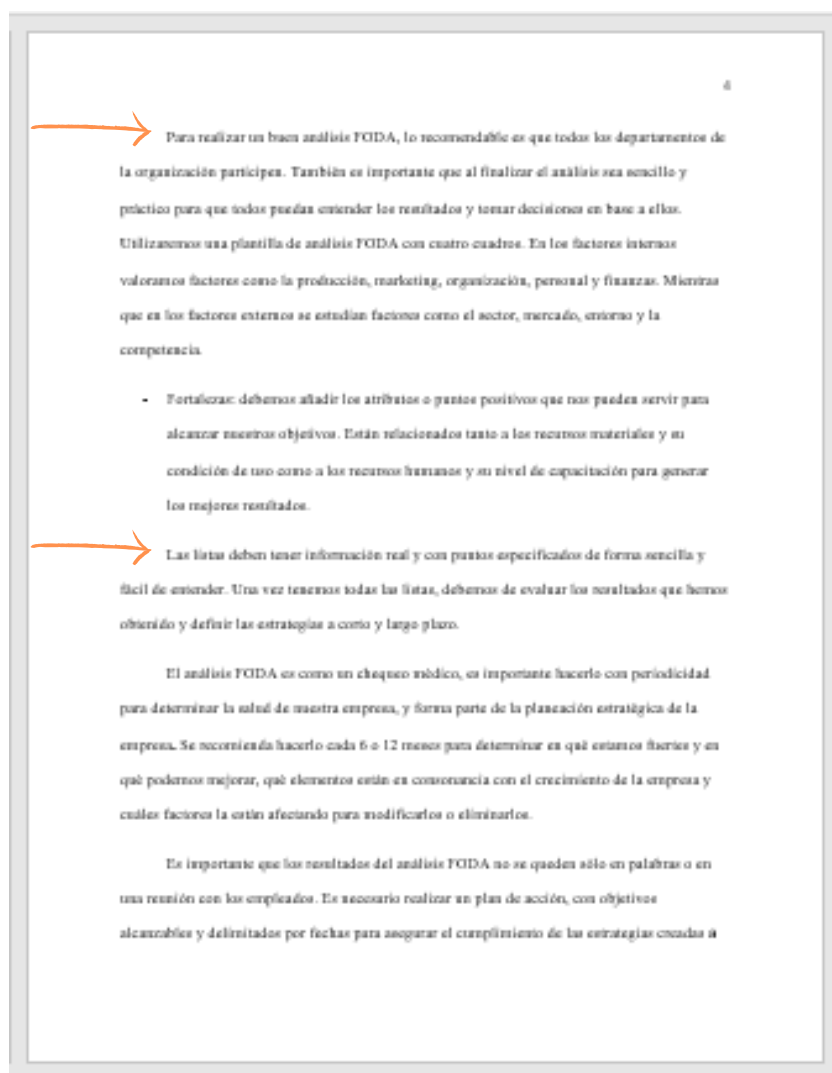 4
Para realizar un buen análisis FODA, lo recomendable es que todos los departamentos de
la organización participen. También es importante que al finalizar el análisis sea sencillo y
práctico para que todos puedan entender los resultados y tomar decisiones en base a ellos.
Utilizaremos una plantilla de análisis FODA con cuatro cuadros. En los factores internos
valoramos factores como la producción, marketing, organización, personal y finanzas. Mientras
que en los factores externos se estudian factores como el sector, mercado, entorno y la
competencia.
- Fortalezas: debemos añadir los atributos o puntos positivos que nos pueden servir para
alcanzar nuestros objetivos. Están relacionados tanto a los recursos materiales y su
condición de uso como a los recursos humanos y su nivel de capacitación para generar
los mejores resultados.
Las listas deben tener información real y con puntos especificados de forma sencilla y
fácil de entender. Una vez tenemos todas las listas, debemos de evaluar los resultados que hemos
obtenido y definir las estrategias a corto y largo plazo.
El análisis FODA es como un chequeo médico, es importante hacerlo con periodicidad
para determinar la salud de nuestra empresa, y forma parte de la planeación estratégica de la
empresa. Se recomienda hacerlo cada 6 o 12 meses para determinar en qué estamos fuertes y en
qué podemos mejorar, qué elementos están en consonancia con el crecimiento de la empresa y
cuáles factores la están afectando para modificarlos o eliminarlos.
Es importante que los resultados del análisis FODA no se queden sólo en palabras o en
una reunión con los empleados. Es necesario realizar un plan de acción, con objetivos
alcanzables y delimitados por fechas para asegurar el cumplimiento de las estrategias creadas a